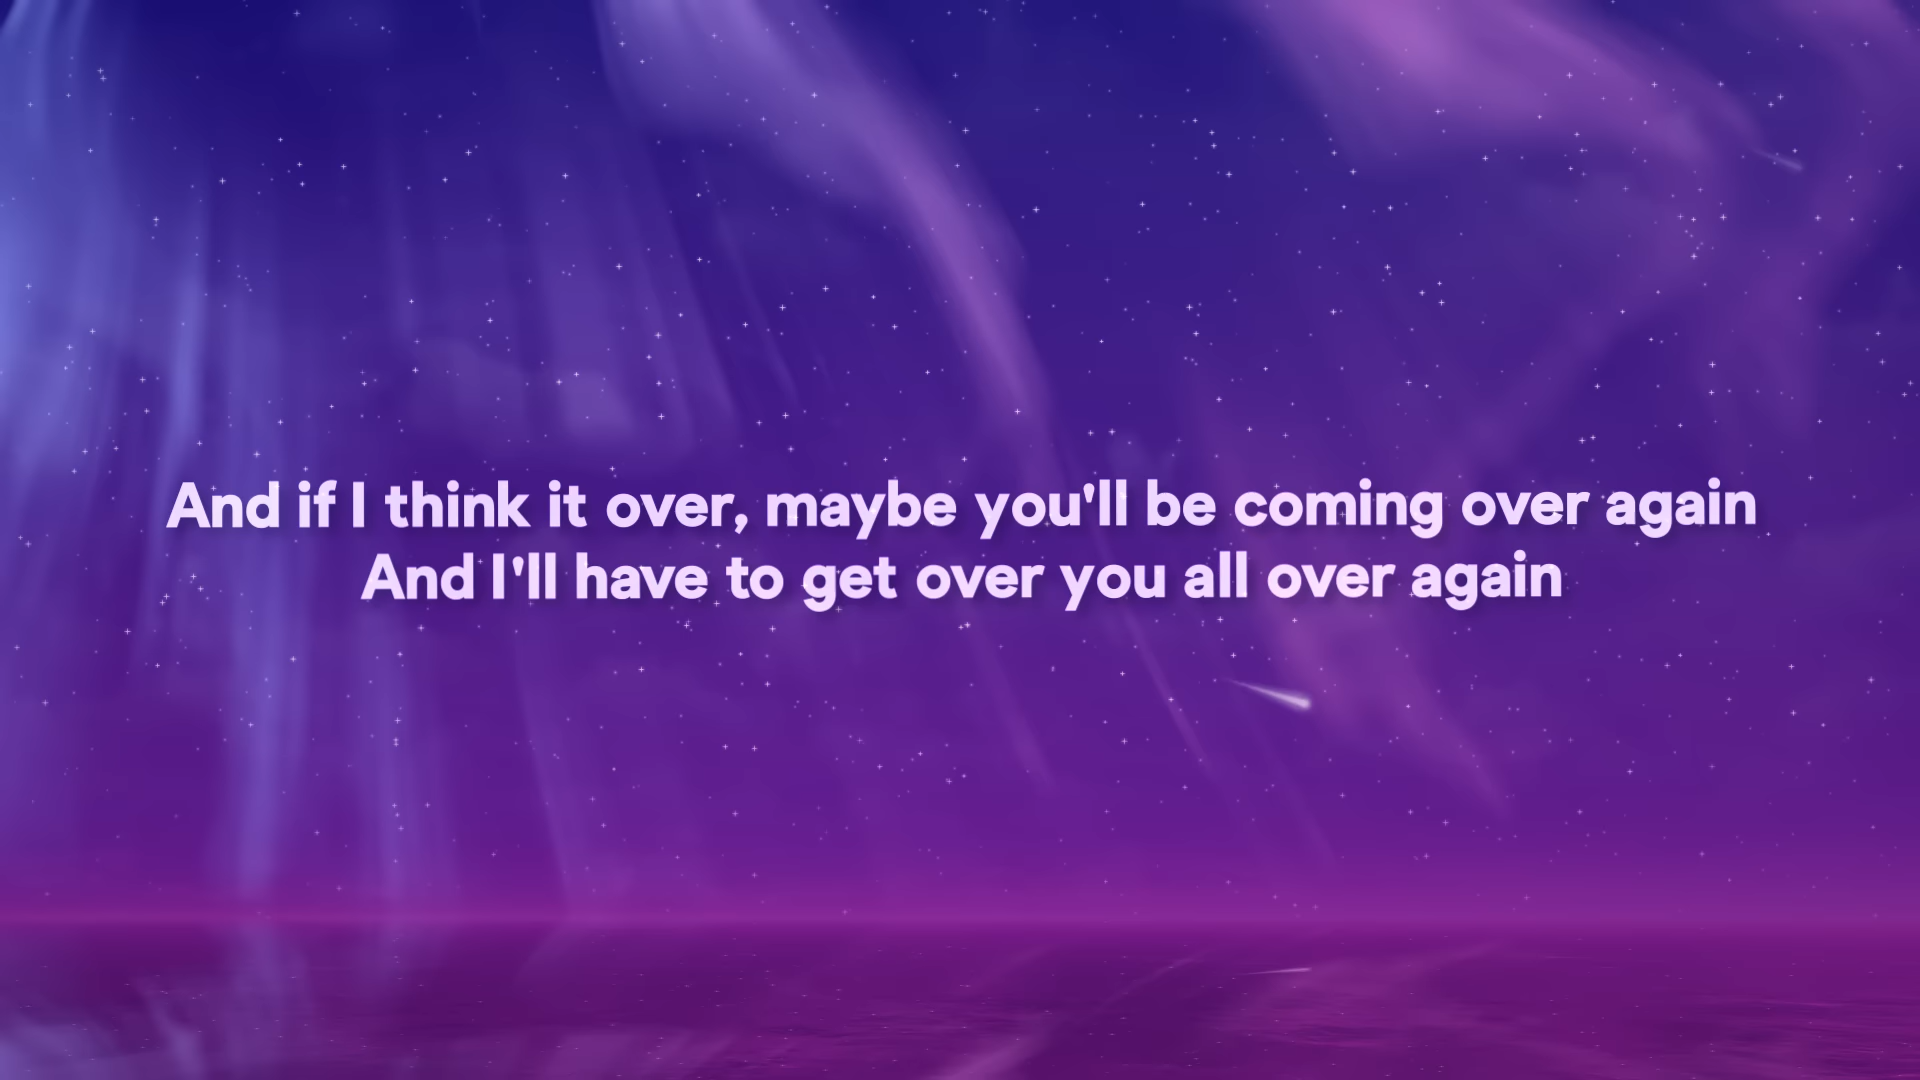 And if I think it over, maybe you'll be coming over again
And I'll have to get over you all over again